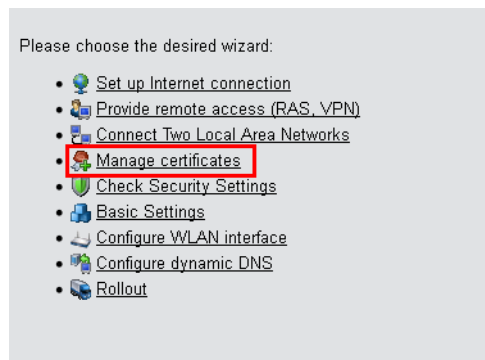 Please choose the desired wizard:
Set up Internet connection
Provide remote access (RAS, VPN)
Connect Two Local Area Networks
Manage certificates
Check Security Settings
Basic Settings
Configure WLAN interface
Configure dynamic DNS
Rollout